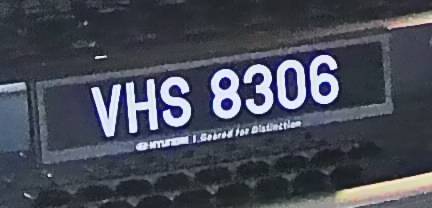 VHS 8306
HYUNDAI | Geared for Distinction